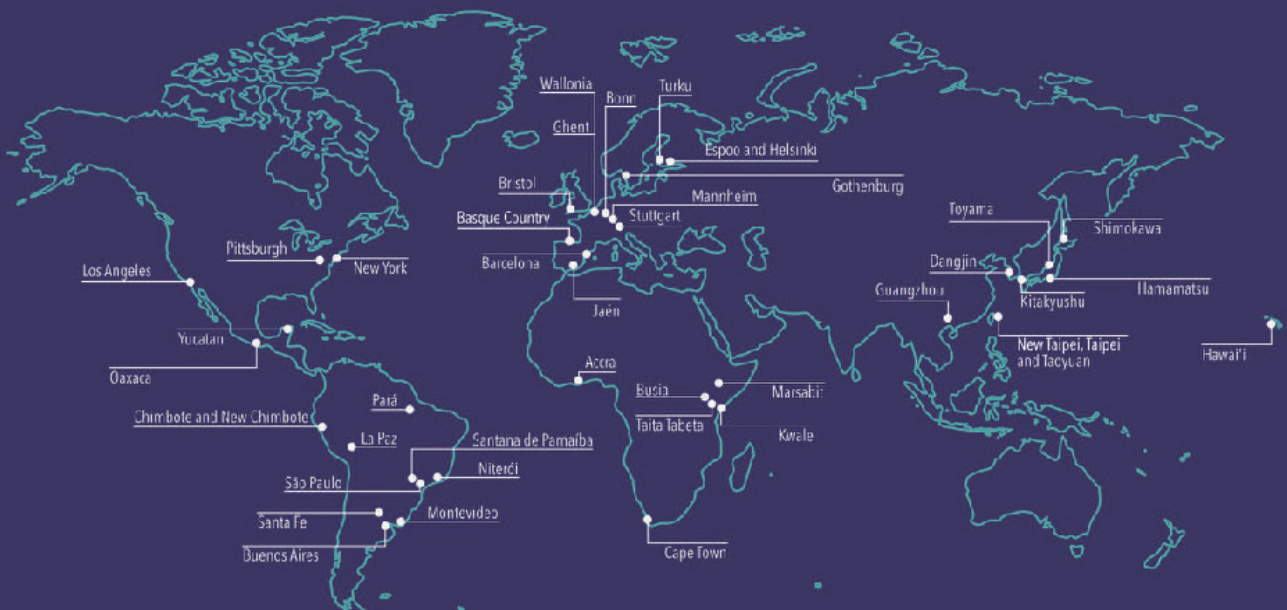 Wallonia
Bonn
Turku
Ghent
Espoo and Helsinki
Gothenburg
Bristol
Mannheim
Basque Country
Stuttgart
Toyama
Shimokawa
Pittsburgh
New York
Barcelona
Dangjin
Los Angeles
Guangzhou
Kitakyushu
Hamamatsu
Jaén
Yucatan
New Taipei, Taipei
and Taoyuan
Hawai'i
Oaxaca
Accra
Busia
Marsabit
Pará
Chimbote and New Chimbote
Taita Tabeta
Kwale
La Paz
Santana de Parnaíba
São Paulo
Niterói
Santa Fe
Montevideo
Buenos Aires
Cape Town